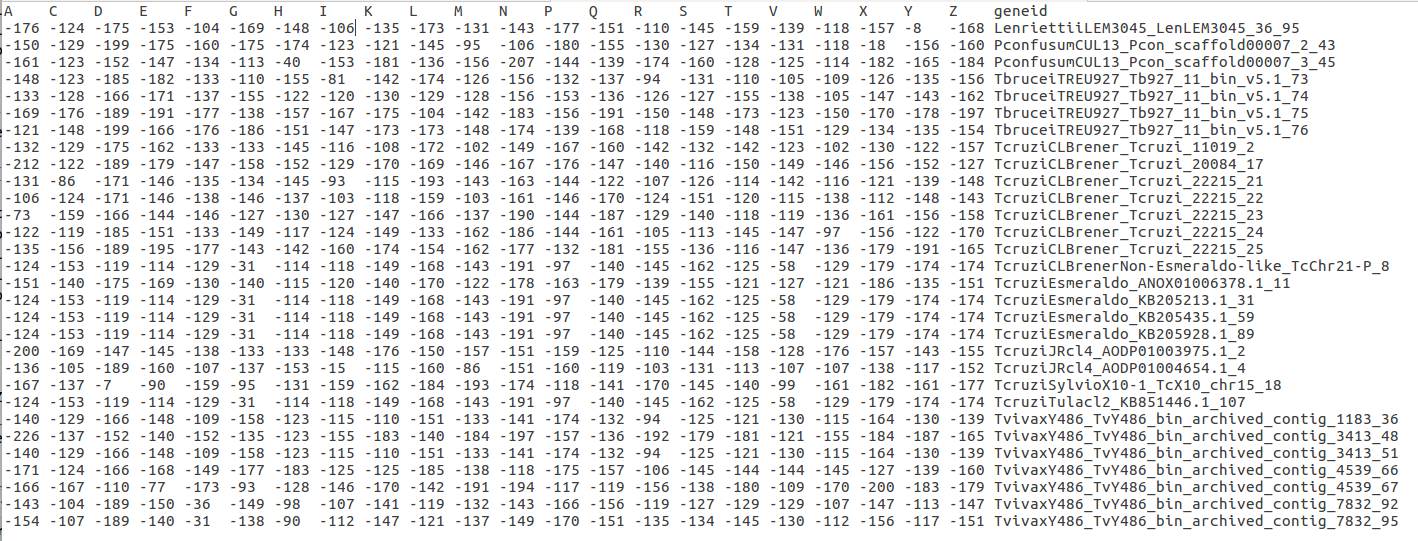 A C D E F G H I K L M N P Q R S T V W X Y Z geneid
-176 -124 -175 -153 -104 -169 -148 -106 -135 -173 -131 -143 -177 -151 -110 -145 -159 -139 -118 -157 -8 -168 LenriettiiLEM3045_LenLEM3045_36_95
-150 -129 -199 -175 -160 -175 -174 -123 -121 -145 -95 -106 -180 -155 -130 -127 -134 -131 -118 -18 -156 -160 PconfusumCUL13_Pcon_scaffold00007_2_43
-161 -123 -152 -147 -134 -113 -40 -153 -181 -136 -156 -207 -144 -139 -174 -160 -128 -125 -114 -182 -165 -184 PconfusumCUL13_Pcon_scaffold00007_3_45
-148 -123 -185 -182 -133 -110 -155 -81 -142 -174 -126 -156 -132 -137 -94 -131 -110 -105 -109 -126 -135 -156 TbruceiTREU927_Tb927_11_bin_v5.1_73
-133 -128 -166 -171 -137 -155 -122 -120 -130 -129 -128 -156 -153 -136 -126 -127 -155 -138 -105 -147 -143 -162 TbruceiTREU927_Tb927_11_bin_v5.1_74
-169 -176 -189 -191 -177 -138 -157 -167 -175 -104 -142 -183 -156 -191 -150 -148 -173 -123 -150 -170 -178 -197 TbruceiTREU927_Tb927_11_bin_v5.1_75
-121 -148 -199 -166 -176 -186 -151 -147 -173 -173 -148 -174 -139 -168 -118 -159 -148 -151 -129 -134 -135 -154 TbruceiTREU927_Tb927_11_bin_v5.1_76
-132 -129 -175 -162 -133 -133 -145 -116 -108 -172 -102 -149 -167 -160 -142 -132 -142 -123 -102 -130 -122 -157 TcruziCLBrener_Tcruzi_11019_2
-212 -122 -189 -179 -147 -158 -152 -129 -170 -169 -146 -167 -176 -147 -140 -116 -150 -149 -146 -156 -152 -127 TcruziCLBrener_Tcruzi_20084_17
-131 -86 -171 -146 -135 -134 -145 -93 -115 -193 -143 -163 -144 -122 -107 -126 -114 -142 -116 -121 -139 -148 TcruziCLBrener_Tcruzi_22215_21
-106 -124 -171 -146 -138 -146 -137 -103 -118 -159 -103 -161 -146 -170 -124 -151 -120 -115 -138 -112 -148 -143 TcruziCLBrener_Tcruzi_22215_22
-73 -159 -166 -144 -146 -127 -130 -127 -147 -166 -137 -190 -144 -187 -129 -140 -118 -119 -136 -161 -156 -158 TcruziCLBrener_Tcruzi_22215_23
-122 -119 -185 -151 -133 -149 -117 -124 -149 -133 -162 -186 -144 -161 -105 -113 -145 -147 -97 -156 -122 -170 TcruziCLBrener_Tcruzi_22215_24
-135 -156 -189 -195 -177 -143 -142 -160 -174 -154 -162 -177 -132 -181 -155 -136 -116 -147 -136 -179 -191 -165 TcruziCLBrener_Tcruzi_22215_25
-124 -153 -119 -114 -129 -31 -114 -118 -149 -168 -143 -191 -97 -140 -145 -162 -125 -58 -129 -179 -174 -174 TcruziCLBrenerNon-Esmeraldo-like_TcChr21-P_8
-151 -140 -175 -169 -130 -140 -115 -120 -140 -170 -122 -178 -163 -179 -139 -155 -121 -127 -121 -186 -135 -151 TcruziEsmeraldo_ANOX01006378.1_11
-124 -153 -119 -114 -129 -31 -114 -118 -149 -168 -143 -191 -97 -140 -145 -162 -125 -58 -129 -179 -174 -174 TcruziEsmeraldo_KB205213.1_31
-124 -153 -119 -114 -129 -31 -114 -118 -149 -168 -143 -191 -97 -140 -145 -162 -125 -58 -129 -179 -174 -174 TcruziEsmeraldo_KB205435.1_59
-124 -153 -119 -114 -129 -31 -114 -118 -149 -168 -143 -191 -97 -140 -145 -162 -125 -58 -129 -179 -174 -174 TcruziEsmeraldo_KB205928.1_89
-200 -169 -147 -145 -138 -133 -133 -148 -176 -150 -157 -151 -159 -125 -110 -144 -158 -128 -176 -157 -143 -155 TcruziJRcl4_AODP01003975.1_2
-136 -105 -189 -160 -107 -137 -153 -15 -115 -160 -86 -151 -160 -119 -103 -131 -113 -107 -107 -138 -117 -152 TcruziJRcl4_AODP01004654.1_4
-167 -137 -7 -90 -159 -95 -131 -159 -162 -184 -193 -174 -118 -141 -170 -145 -140 -99 -161 -182 -161 -177 TcruziSylvioX10-1_TcX10_chr15_18
-124 -153 -119 -114 -129 -31 -114 -118 -149 -168 -143 -191 -97 -140 -145 -162 -125 -58 -129 -179 -174 -174 TcruziTulacl2_KB851446.1_107
-140 -129 -166 -148 -109 -158 -123 -115 -110 -151 -133 -141 -174 -132 -94 -125 -121 -130 -115 -164 -130 -139 TvivaxY486_TvY486_bin_archived_contig_1183_36
-226 -137 -152 -140 -152 -135 -123 -155 -183 -140 -184 -197 -157 -136 -192 -179 -181 -121 -155 -184 -187 -165 TvivaxY486_TvY486_bin_archived_contig_3413_48
-140 -129 -166 -148 -109 -158 -123 -115 -110 -151 -133 -141 -174 -132 -94 -125 -121 -130 -115 -164 -130 -139 TvivaxY486_TvY486_bin_archived_contig_3413_51
-171 -124 -166 -168 -149 -177 -183 -125 -125 -185 -138 -118 -175 -157 -106 -145 -144 -144 -145 -127 -139 -160 TvivaxY486_TvY486_bin_archived_contig_4539_66
-166 -167 -110 -77 -173 -93 -128 -146 -170 -142 -191 -194 -117 -119 -156 -138 -180 -109 -170 -200 -183 -179 TvivaxY486_TvY486_bin_archived_contig_4539_67
-143 -104 -189 -150 -36 -149 -98 -107 -141 -119 -132 -143 -166 -156 -119 -127 -129 -129 -107 -147 -113 -147 TvivaxY486_TvY486_bin_archived_contig_7832_92
-154 -107 -189 -140 -31 -138 -90 -112 -147 -121 -137 -149 -170 -151 -135 -134 -145 -130 -112 -156 -117 -151 TvivaxY486_TvY486_bin_archived_contig_7832_95